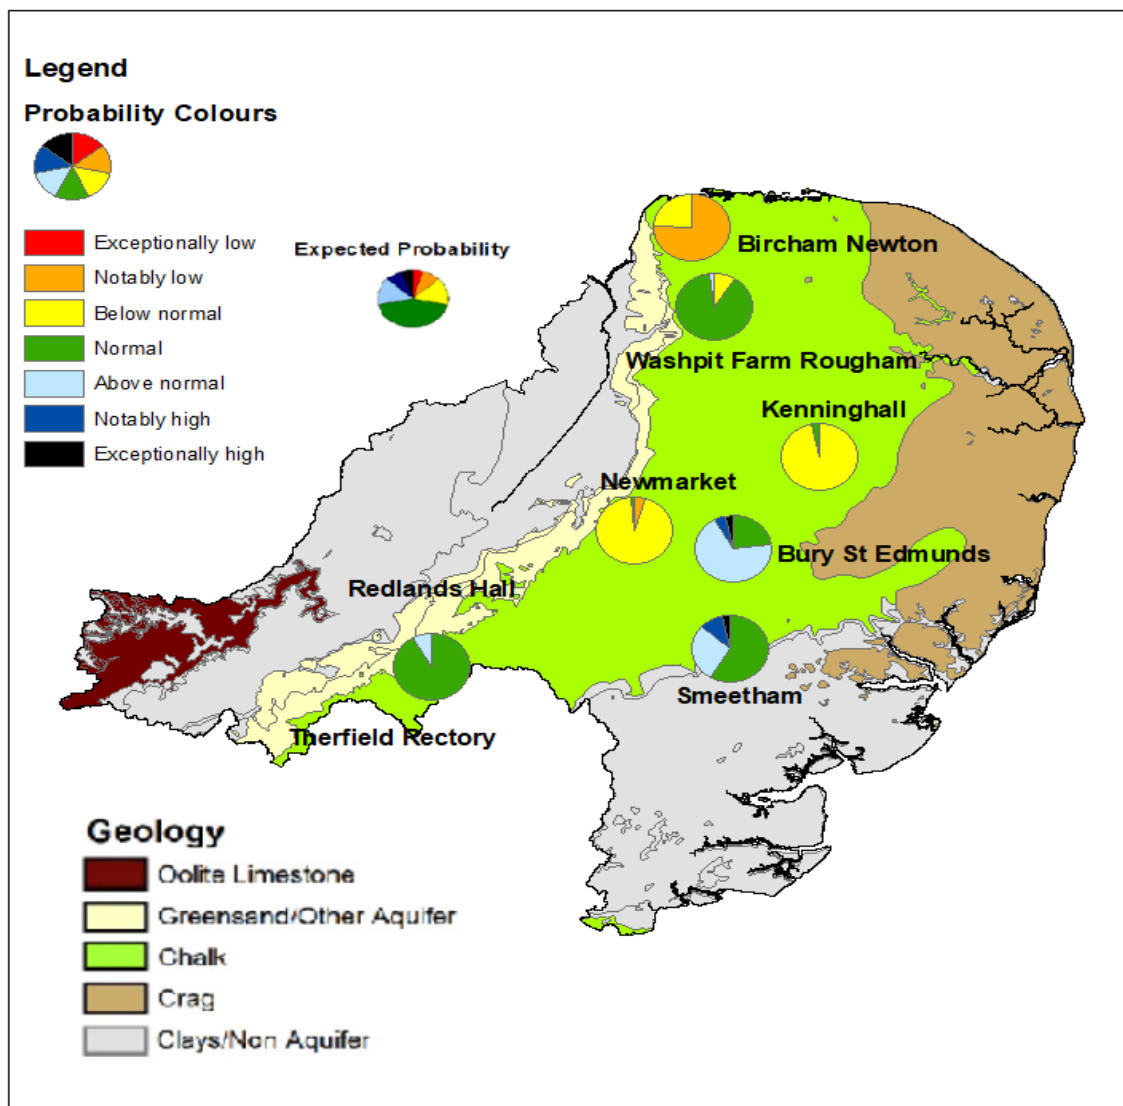 Legend
Probability Colours
Exceptionally low
Notably low
Below normal
Normal
Above normal
Notably high
Exceptionally high
Expected Probability
Bircham Newton
Washpit Farm Rougham
Kenninghall
Newmarket
Bury St Edmunds
Redlands Hall
Smeetham
Therfield Rectory
Geology
Oolite Limestone
Greensand/Other Aquifer
Chalk
Crag
Clays/Non Aquifer